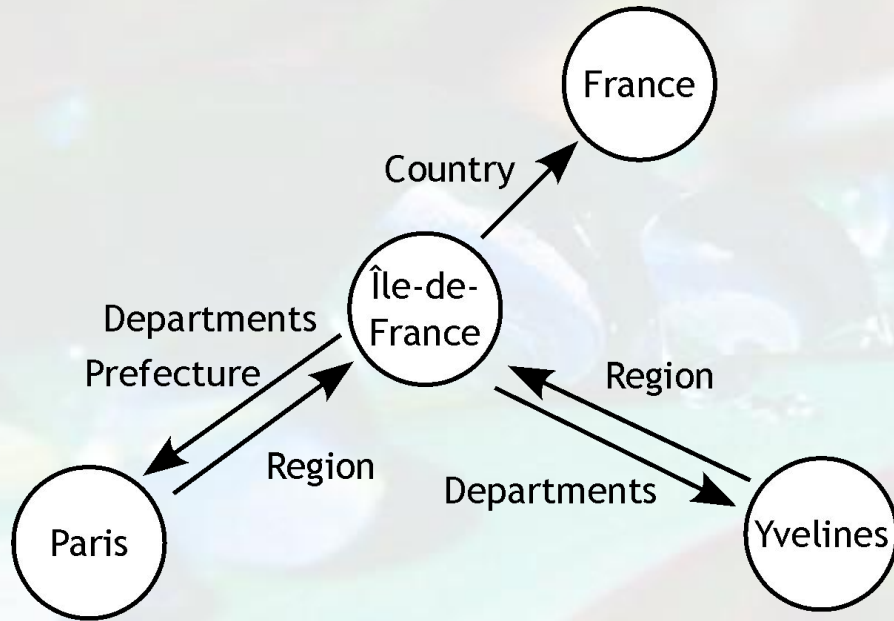 France
Country
Île-de-
France
Departments
Prefecture
Region
Region
Departments
Paris
Yvelines